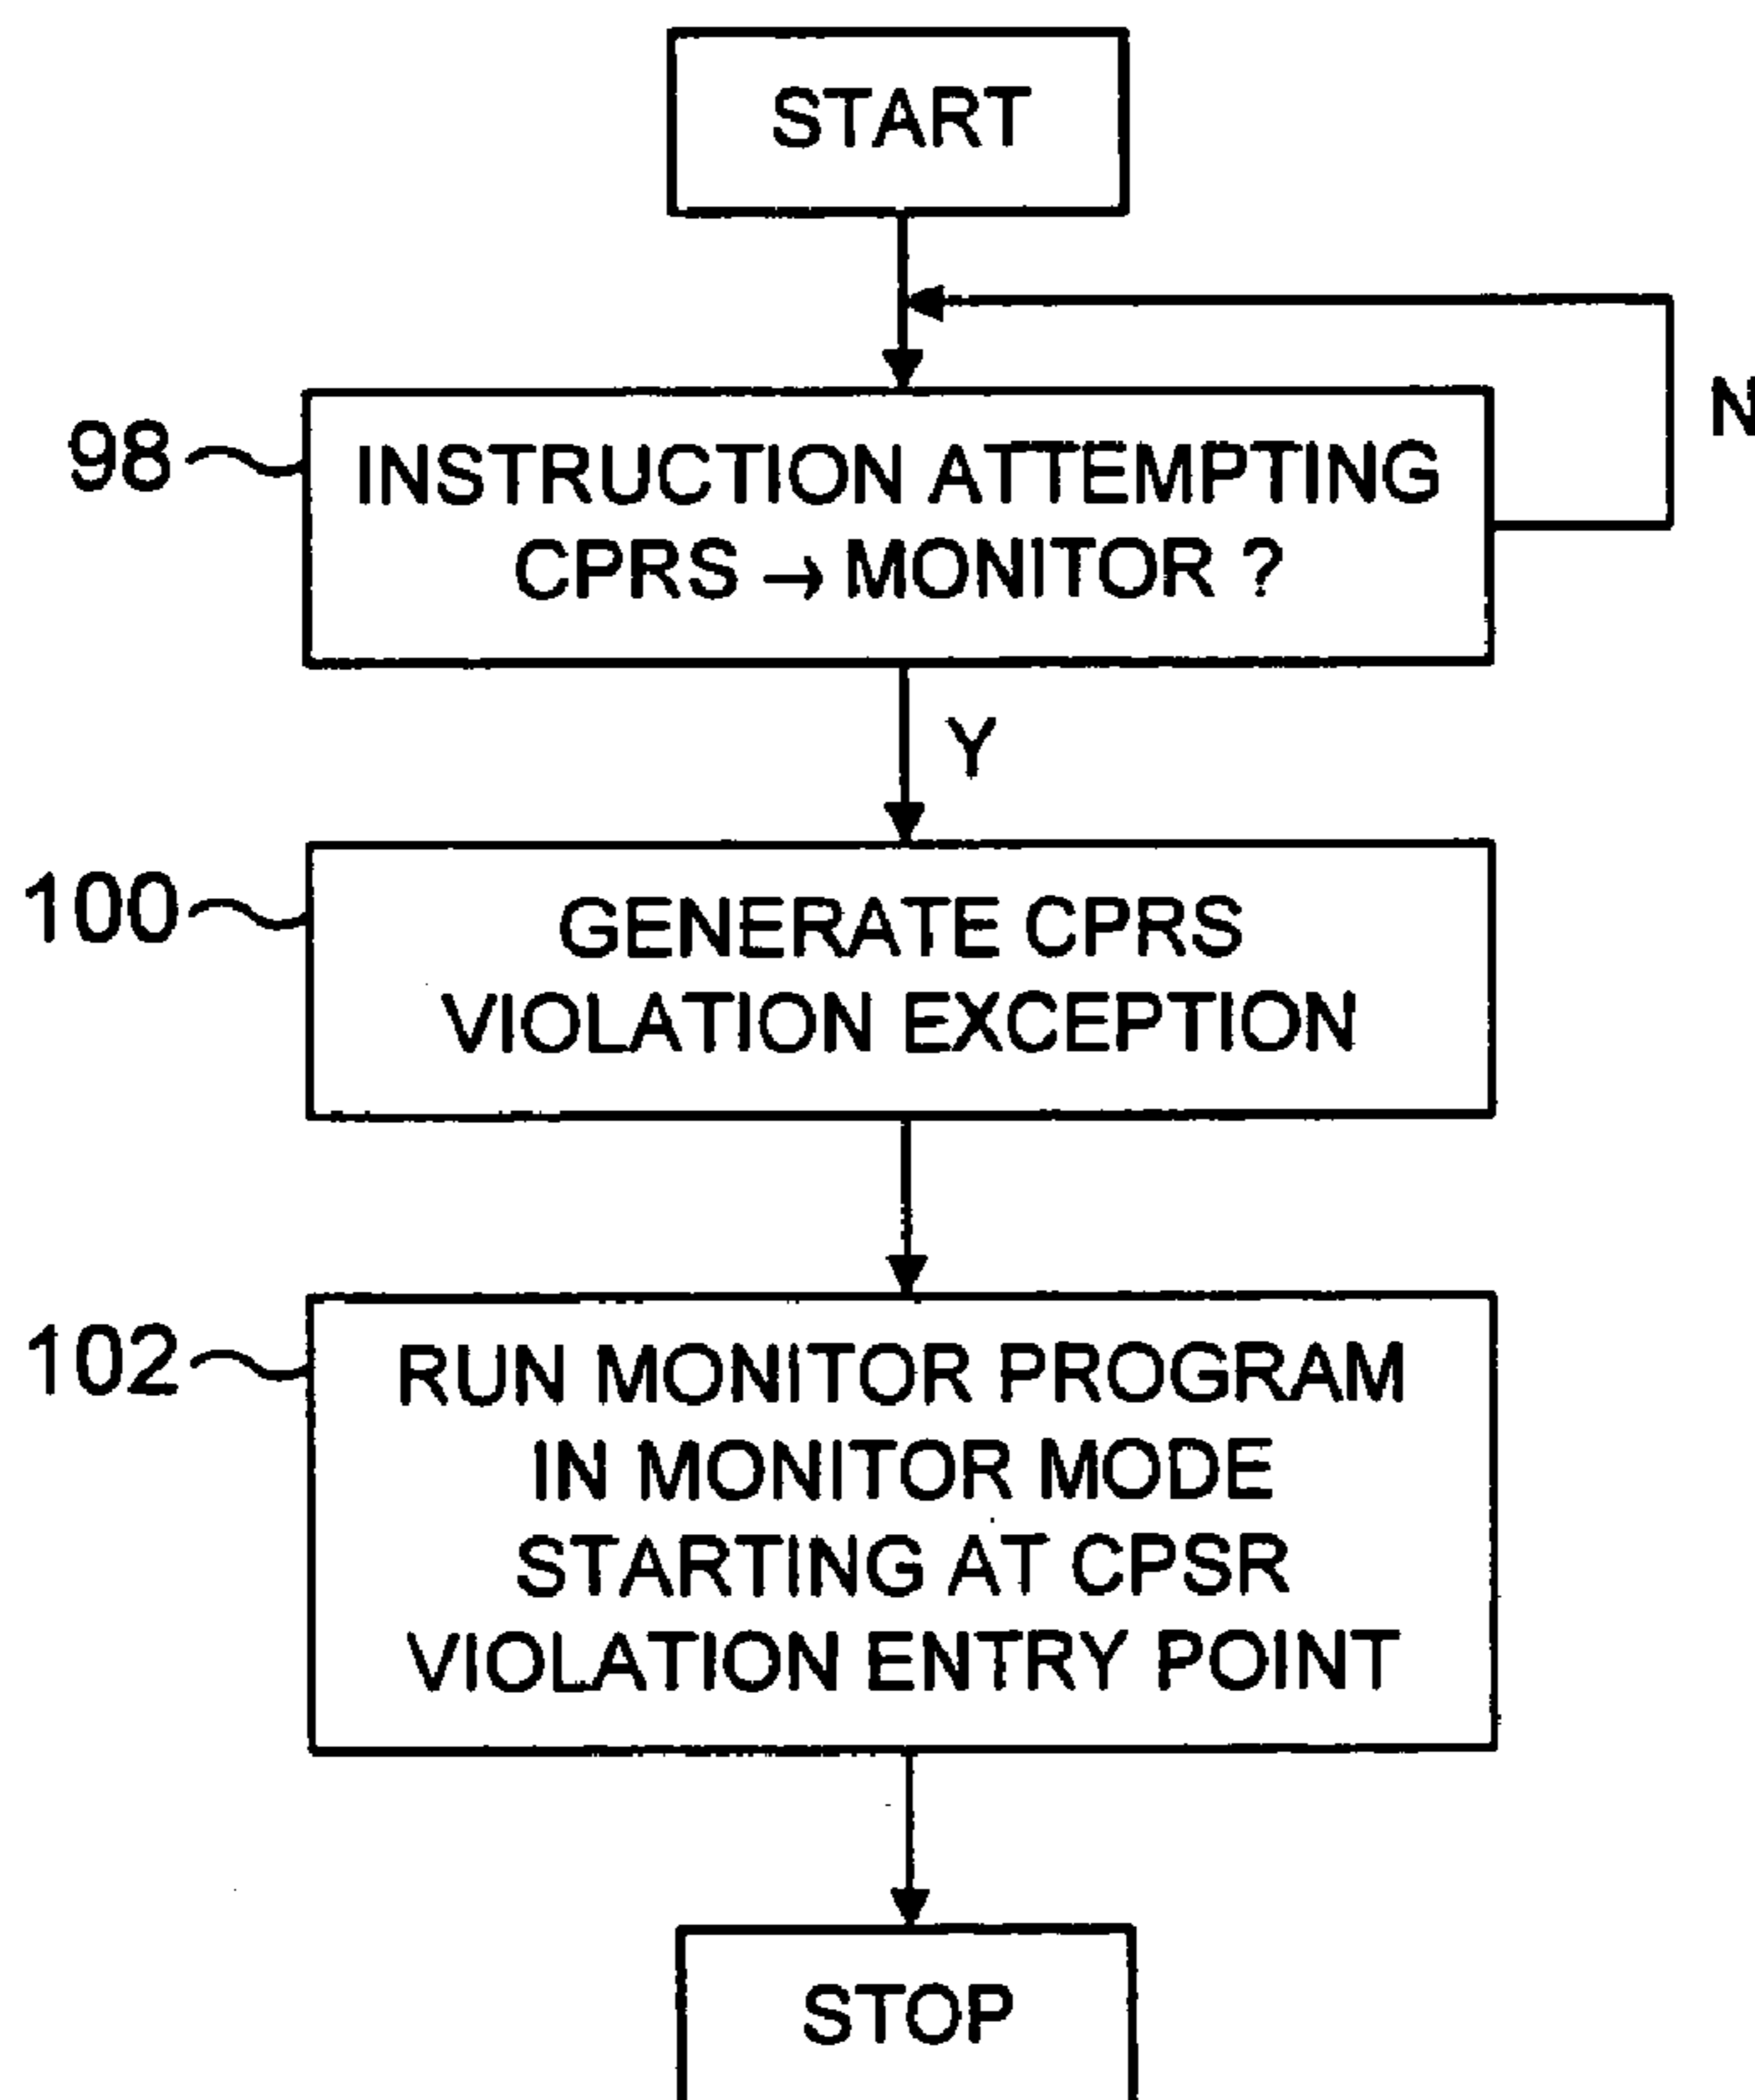 START
N
98
INSTRUCTION ATTEMPTING
CPRS → MONITOR ?
Y
100
GENERATE CPRS
VIOLATION EXCEPTION
102
RUN MONITOR PROGRAM
IN MONITOR MODE
STARTING AT CPSR
VIOLATION ENTRY POINT
STOP